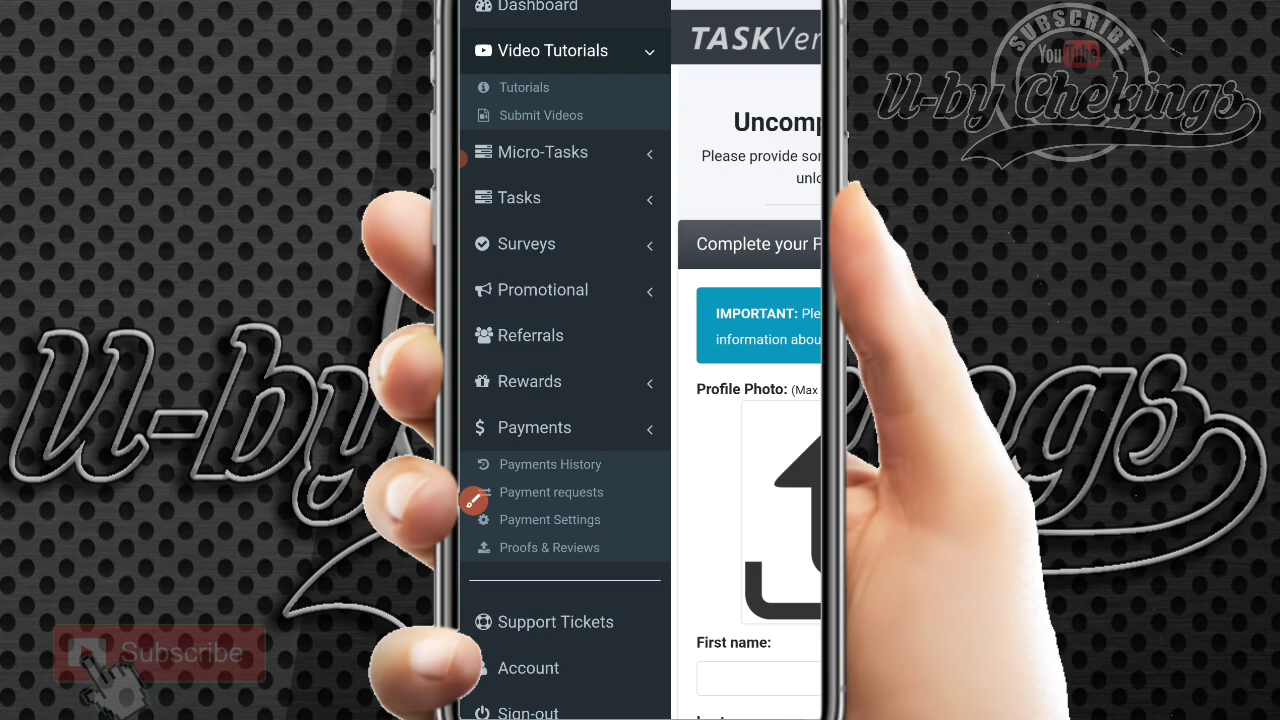 Dashboard
Video Tutorials
Tutorials
Submit Videos
Micro-Tasks
Tasks
Surveys
Promotional
Referrals
Rewards
Payments
Payments History
Payment requests
Payment Settings
Proofs & Reviews
Support Tickets
Account
Sign-out
TASKVer
Uncomp
Please provide so
unlo
Complete your P
IMPORTANT: Ple
information abou
Profile Photo: (Max
First name:
SUBSCRIBE
YouTube
U-by Chekings
U-by
Subscribe